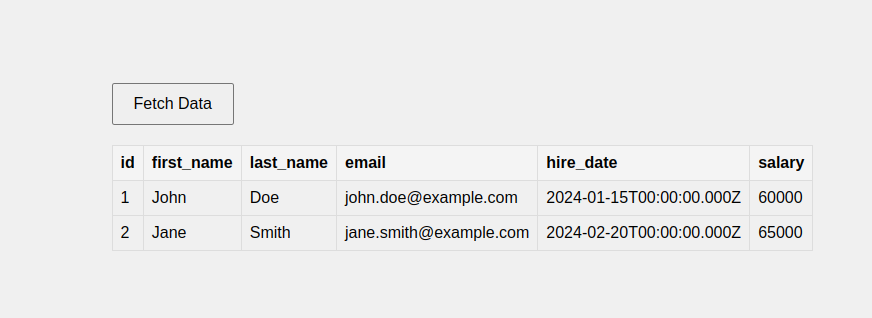 Fetch Data
id first_name last_name email hire_date salary
1 John Doe john.doe@example.com 2024-01-15T00:00:00.000Z 60000
2 Jane Smith jane.smith@example.com 2024-02-20T00:00:00.000Z 65000